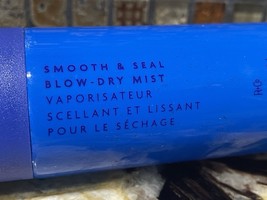 SMOOTH & SEAL
BLOW-DRY MIST
VAPORISATEUR
SCELLANT ET LISSANT
POUR LE SÉCHAGE